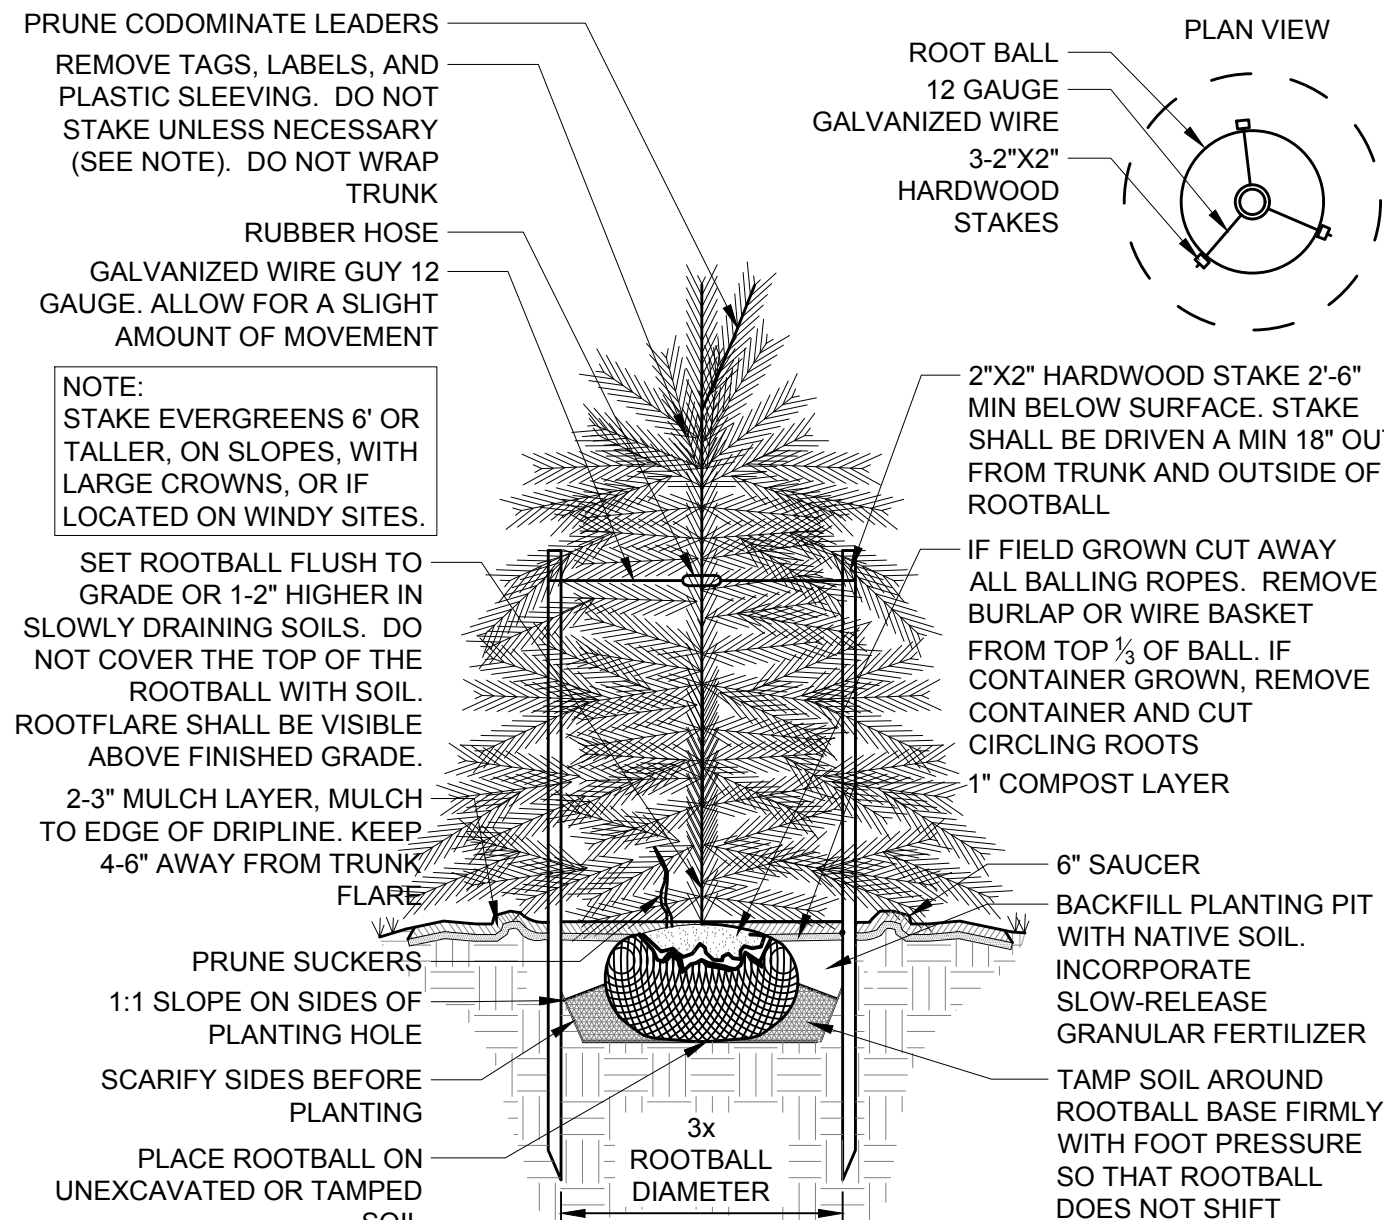 PRUNE CODOMINATE LEADERS
REMOVE TAGS, LABELS, AND
PLASTIC SLEEVING. DO NOT
STAKE UNLESS NECESSARY
(SEE NOTE). DO NOT WRAP
TRUNK
RUBBER HOSE
GALVANIZED WIRE GUY 12
GAUGE. ALLOW FOR A SLIGHT
AMOUNT OF MOVEMENT
NOTE:
STAKE EVERGREENS 6' OR
TALLER, ON SLOPES, WITH
LARGE CROWNS, OR IF
LOCATED ON WINDY SITES.
SET ROOTBALL FLUSH TO
GRADE OR 1-2" HIGHER IN
SLOWLY DRAINING SOILS. DO
NOT COVER THE TOP OF THE
ROOTBALL WITH SOIL.
ROOTFLARE SHALL BE VISIBLE
ABOVE FINISHED GRADE.
2-3" MULCH LAYER, MULCH
TO EDGE OF DRIPLINE. KEEP
4-6" AWAY FROM TRUNK
FLARE
PRUNE SUCKERS
1:1 SLOPE ON SIDES OF
PLANTING HOLE
SCARIFY SIDES BEFORE
PLANTING
PLACE ROOTBALL ON
UNEXCAVATED OR TAMPED
SOIL
3x
ROOTBALL
DIAMETER
PLAN VIEW
ROOT BALL
12 GAUGE
GALVANIZED WIRE
3-2"X2"
HARDWOOD
STAKES
2"X2" HARDWOOD STAKE 2'-6"
MIN BELOW SURFACE. STAKE
SHALL BE DRIVEN A MIN 18" OUT
FROM TRUNK AND OUTSIDE OF
ROOTBALL
IF FIELD GROWN CUT AWAY
ALL BALLING ROPES. REMOVE
BURLAP OR WIRE BASKET
FROM TOP ⅓ OF BALL. IF
CONTAINER GROWN, REMOVE
CONTAINER AND CUT
CIRCLING ROOTS
1" COMPOST LAYER
6" SAUCER
BACKFILL PLANTING PIT
WITH NATIVE SOIL.
INCORPORATE
SLOW-RELEASE
GRANULAR FERTILIZER
TAMP SOIL AROUND
ROOTBALL BASE FIRMLY
WITH FOOT PRESSURE
SO THAT ROOTBALL
DOES NOT SHIFT